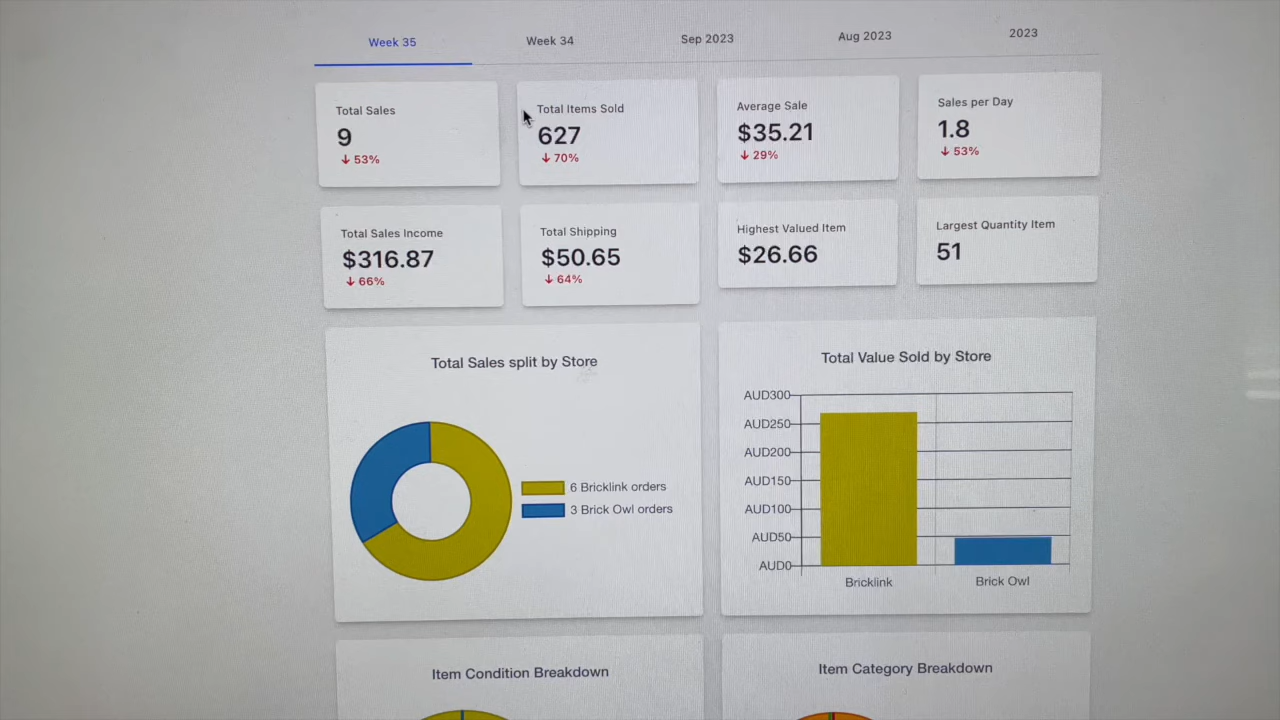 Week 35
Week 34
Sep 2023
Aug 2023
2023
Total Sales
9
↓ 53%
Total Items Sold
627
↓ 70%
Average Sale
$35.21
↓ 29%
Sales per Day
1.8
↓ 53%
Total Sales Income
$316.87
↓ 66%
Total Shipping
$50.65
↓ 64%
Highest Valued Item
$26.66
Largest Quantity Item
51
Total Sales split by Store
6 Bricklink orders
3 Brick Owl orders
Total Value Sold by Store
AUD300
AUD250
AUD200
AUD150
AUD100
AUD50
AUD0
Bricklink
Brick Owl
Item Condition Breakdown
Item Category Breakdown